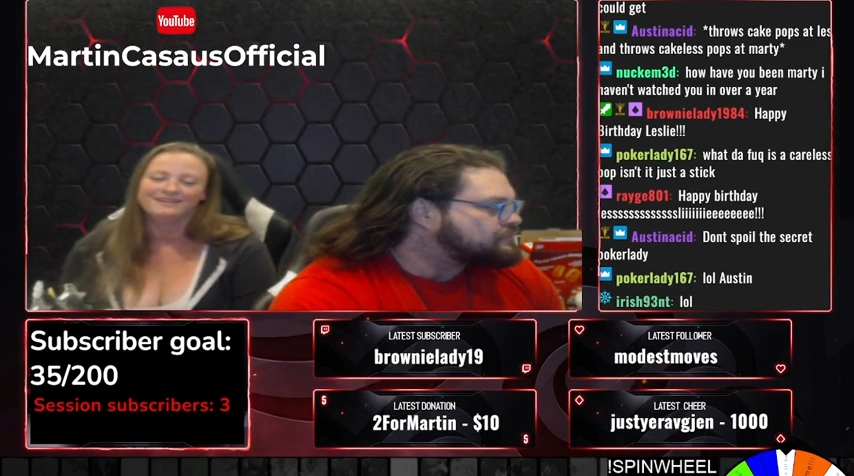 YouTube
MartinCasausOfficial
could get
Austinacid: *throws cake pops at les
and throws cakeless pops at marty*
nuckem3d: how have you been marty i
haven't watched you in over a year
brownielady1984: Happy
Birthday Leslie!!!
pokerlady167: what da fuq is a careless
pop isn't it just a stick
rayge801: Happy birthday
lesssssssssssssliiiiiiieeeeeeee!!!
Austinacid: Dont spoil the secret
pokerlady
pokerlady167: lol Austin
irish93nt: lol
Subscriber goal:
35/200
Session subscribers: 3
LATEST SUBSCRIBER
brownielady19
LATEST FOLLOWER
modestmoves
LATEST DONATION
2ForMartin - $10
LATEST CHEER
justyeravgjen - 1000
!SPINWHEEL